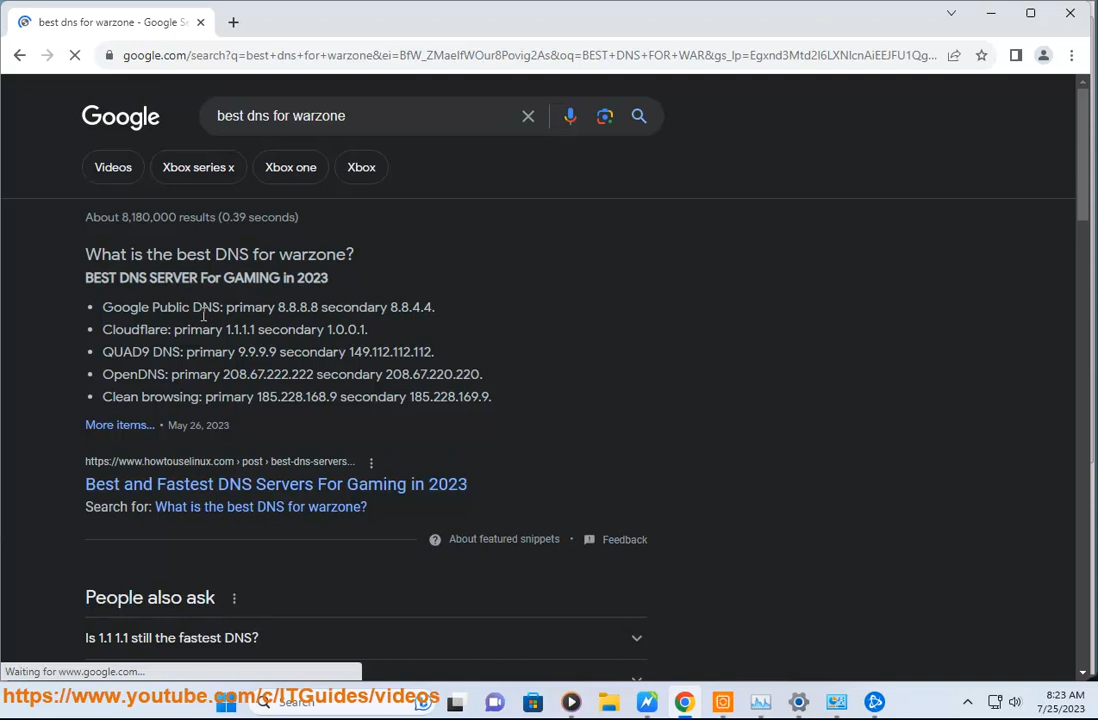 best dns for warzone - Google Se
google.com/search?q=best+dns+for+warzone&ei=BfW_ZMaeIfWOur8Povig2As&oq=BEST+DNS+FOR+WAR&gs_lp=Egxnd3Mtd2l6LXNlcnAiEEJFU1Qg...
Google
best dns for warzone
Videos
Xbox series x
Xbox one
Xbox
About 8,180,000 results (0.39 seconds)
What is the best DNS for warzone?
BEST DNS SERVER For GAMING in 2023
• Google Public DNS: primary 8.8.8.8 secondary 8.8.4.4.
• Cloudflare: primary 1.1.1.1 secondary 1.0.0.1.
• QUAD9 DNS: primary 9.9.9.9 secondary 149.112.112.112.
• OpenDNS: primary 208.67.222.222 secondary 208.67.220.220.
• Clean browsing: primary 185.228.168.9 secondary 185.228.169.9.
More items... • May 26, 2023
https://www.howtouselinux.com › post › best-dns-servers...
Best and Fastest DNS Servers For Gaming in 2023
Search for: What is the best DNS for warzone?
About featured snippets • Feedback
People also ask
Is 1.1 1.1 still the fastest DNS?
Waiting for www.google.com...
https://www.youtube.com/c/ITGuides/videos
Search
8:23 AM
7/25/2023